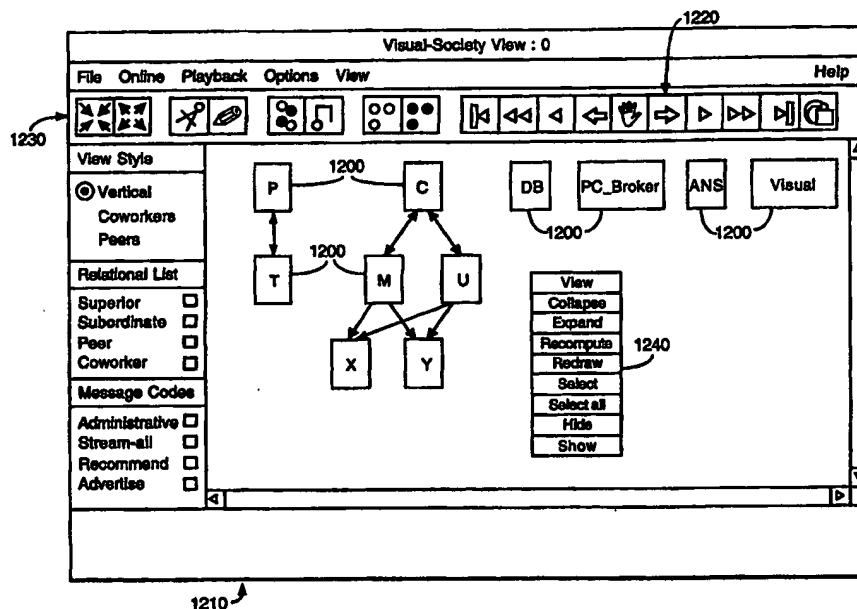 1220
Visual-Society View : 0
File Online Playback Options View Help
1230
View Style
Vertical
Coworkers
Peers
Relational List
Superior
Subordinate
Peer
Coworker
Message Codes
Administrative
Stream-all
Recommend
Advertise
P 1200 C
DB PC_Broker ANS Visual
1200 1200
T 1200 M U
X Y
View
Collapse
Expand
Recompute
Redraw
Select
Select all
Hide
Show
1240
1210